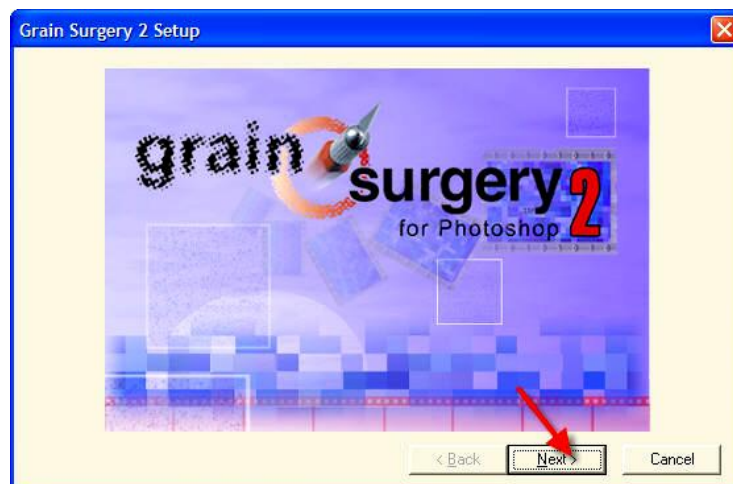 Grain Surgery 2 Setup
grain
surgery 2
for Photoshop
< Back
Next >
Cancel